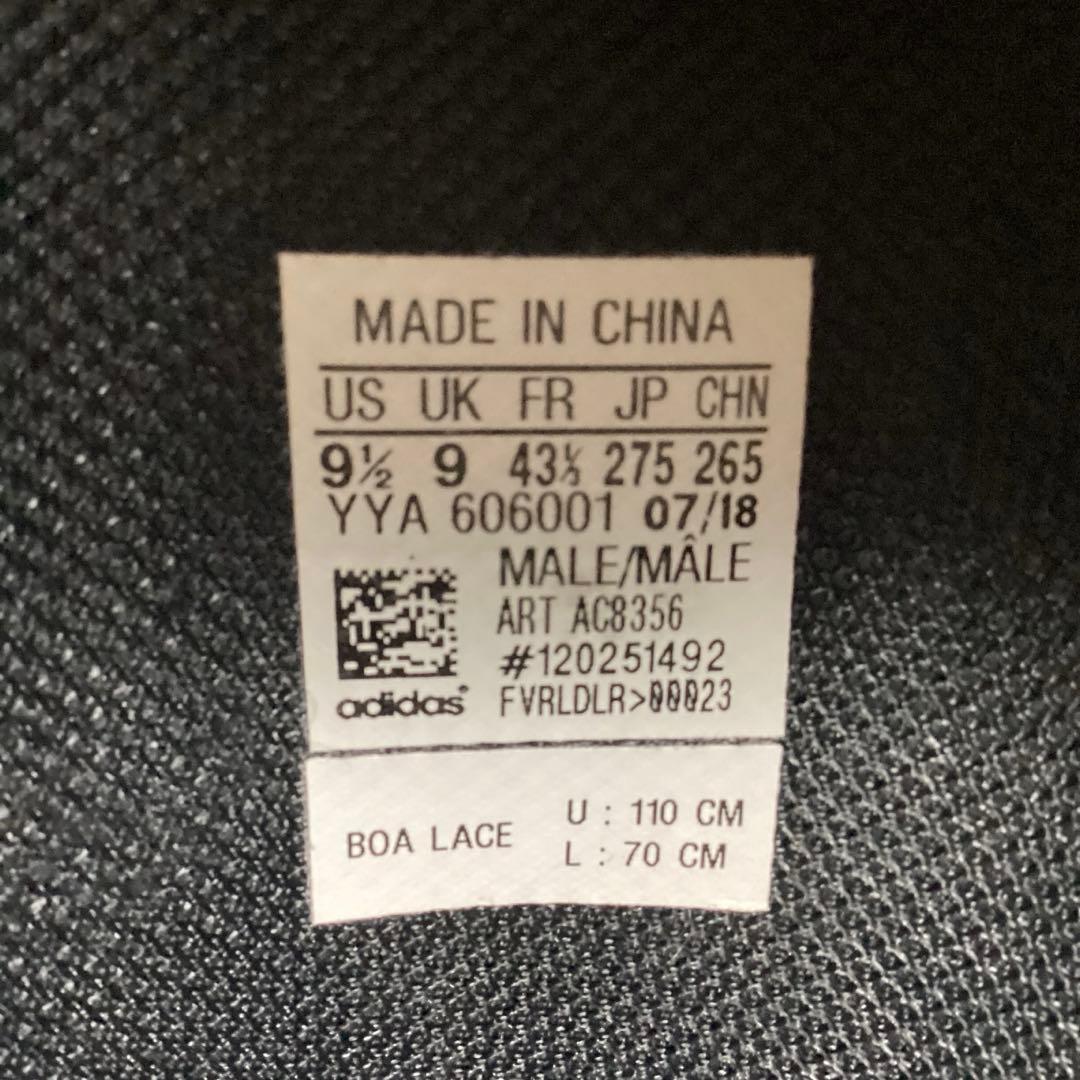 MADE IN CHINA
US UK FR JP CHN
9½ 9 43⅓ 275 265
YYA 606001 07/18
MALE/MÂLE
ART AC8356
#120251492
adidas® FVRLDLR>00023
BOA LACE
U : 110 CM
L : 70 CM